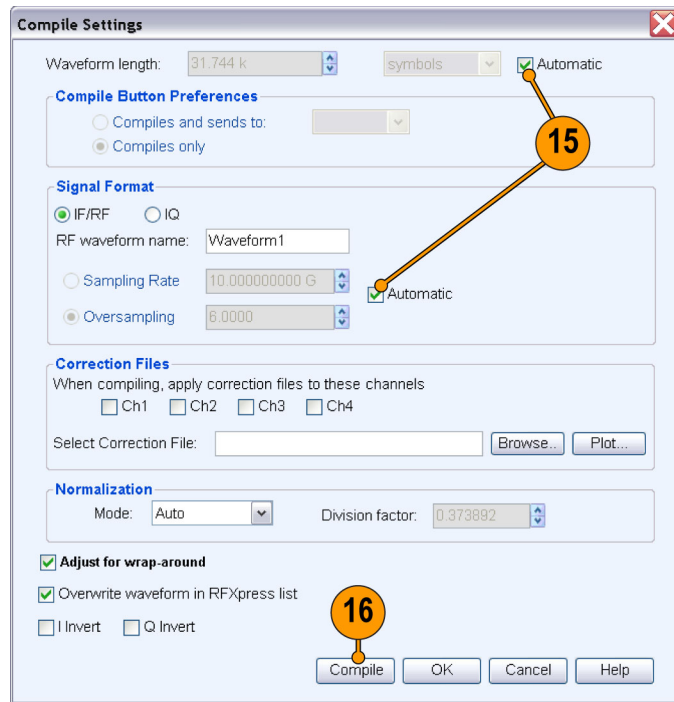 Compile Settings
Waveform length: 31.744 k symbols Automatic
Compile Button Preferences
Compiles and sends to:
Compiles only
15
Signal Format
IF/RF IQ
RF waveform name: Waveform1
Sampling Rate 10.000000000 G
Automatic
Oversampling 6.0000
Correction Files
When compiling, apply correction files to these channels
Ch1 Ch2 Ch3 Ch4
Select Correction File: Browse.. Plot...
Normalization
Mode: Auto Division factor: 0.373892
Adjust for wrap-around
Overwrite waveform in RFXpress list
16
I Invert Q Invert
Compile OK Cancel Help